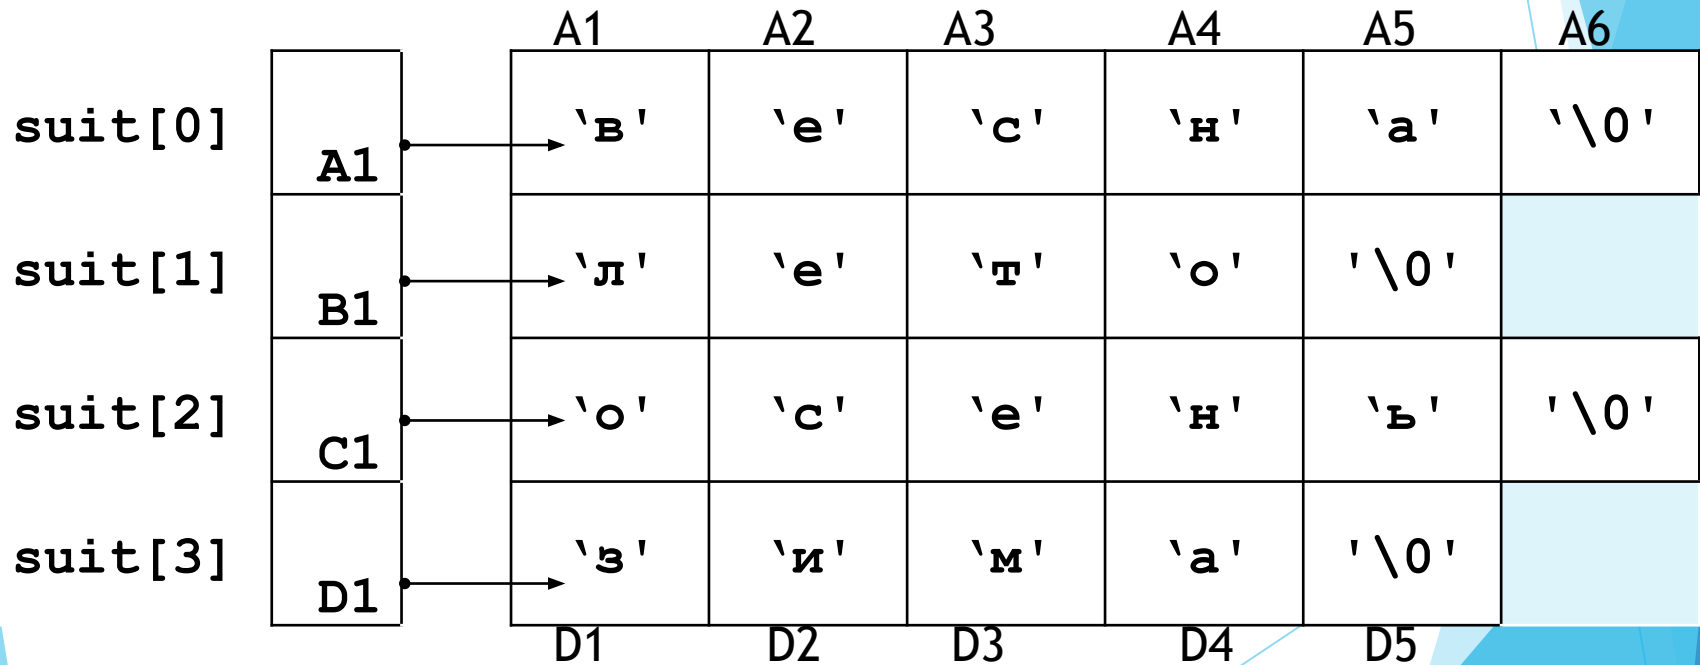 A1 A2 A3 A4 A5 A6
suit[0] A1 ‘в' ‘е' ‘с' ‘н' ‘а' ‘\0'
suit[1] B1 ‘л' ‘е' ‘т' ‘о' '\0'
suit[2] C1 ‘о' ‘с' ‘е' ‘н' ‘ь' '\0'
suit[3] D1 ‘з' ‘и' ‘м' ‘а' '\0'
D1 D2 D3 D4 D5